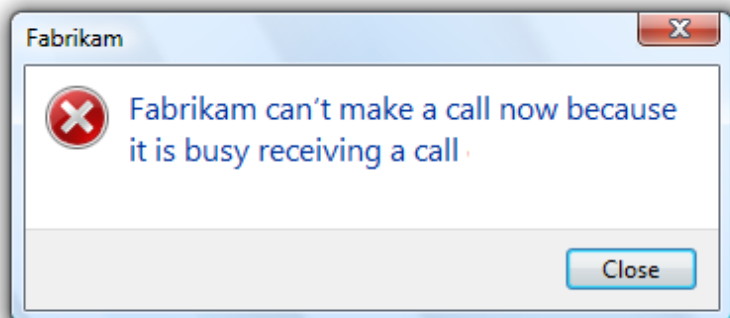 Fabrikam
Fabrikam can't make a call now because
it is busy receiving a call
Close